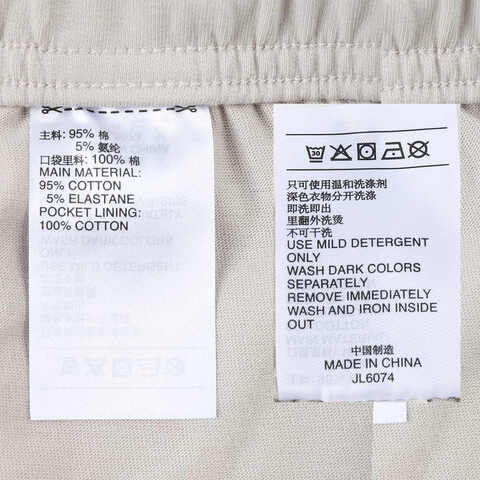 主料: 95% 棉
5% 氨纶
口袋里料: 100% 棉
MAIN MATERIAL:
95% COTTON
5% ELASTANE
POCKET LINING:
100% COTTON
30
只可使用温和洗涤剂
深色衣物分开洗涤
即洗即出
里翻外洗烫
不可干洗
USE MILD DETERGENT
ONLY
WASH DARK COLORS
SEPARATELY
REMOVE IMMEDIATELY
WASH AND IRON INSIDE
OUT
中国制造
MADE IN CHINA
JL6074